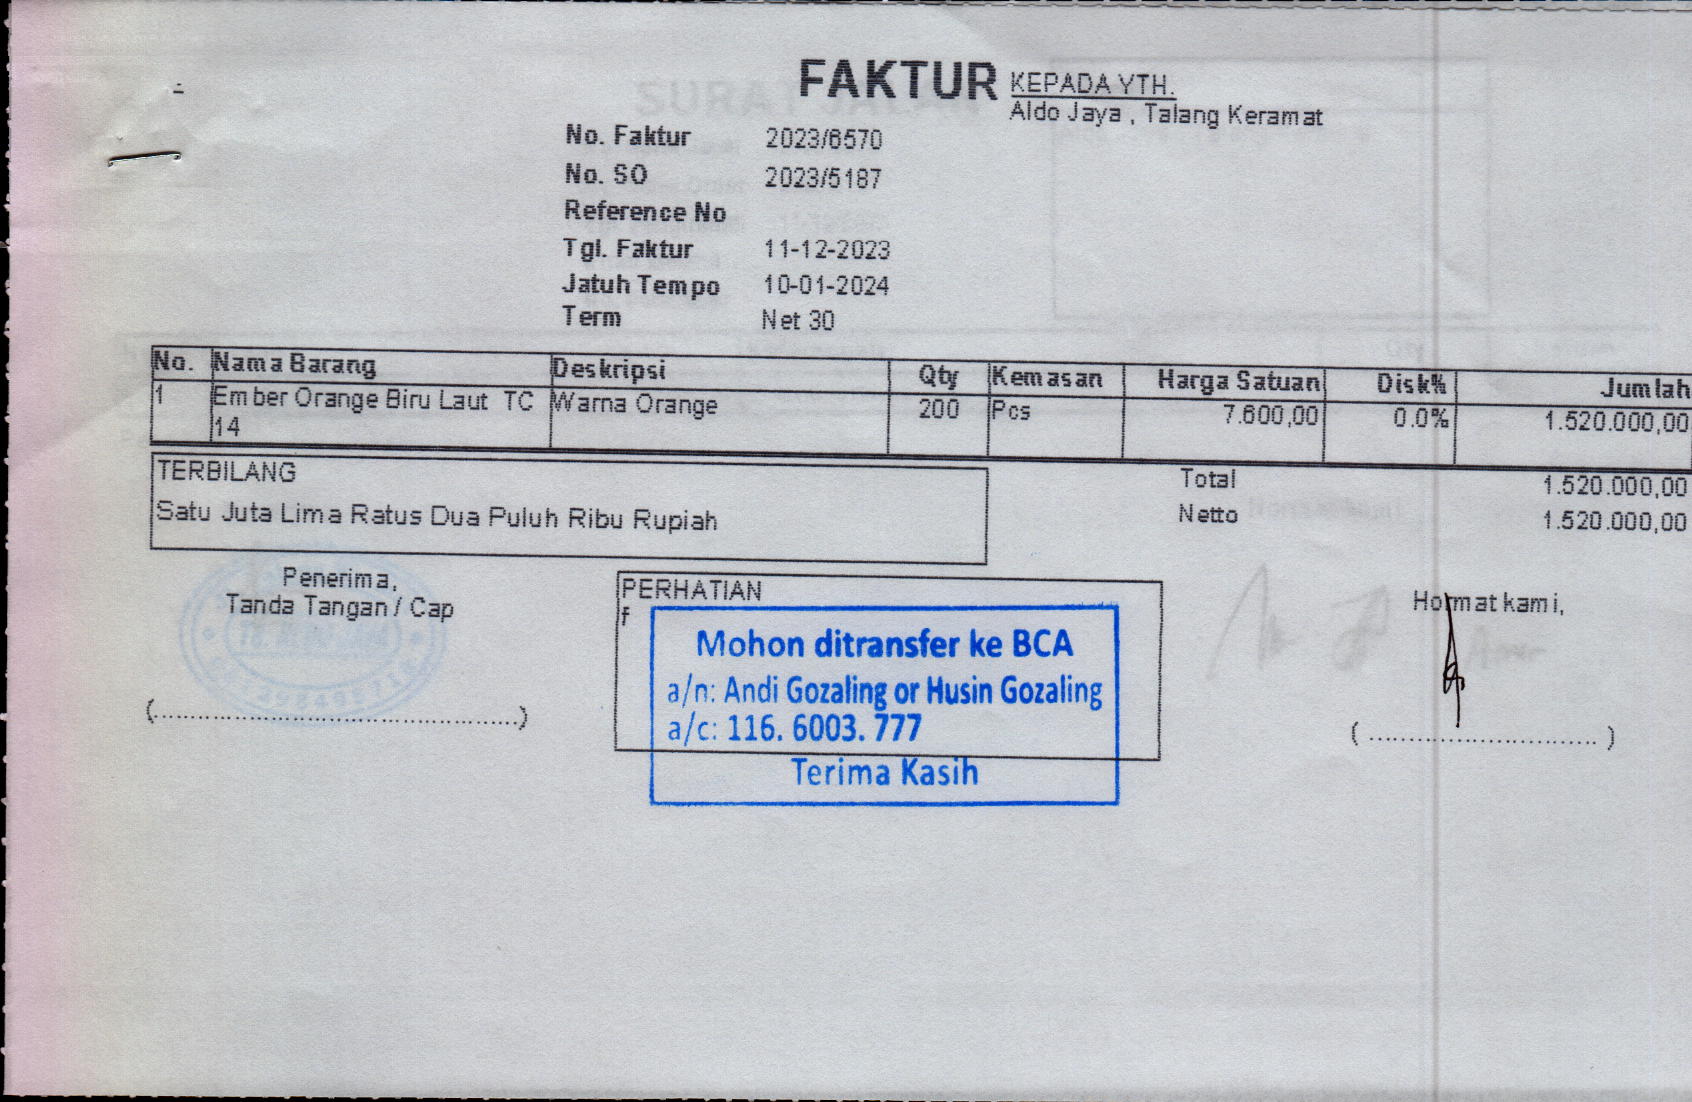 FAKTUR
KEPADA YTH.
Aldo Jaya , Talang Keramat
No. Faktur 2023/6570
No. SO 2023/5187
Reference No
Tgl. Faktur 11-12-2023
Jatuh Tempo 10-01-2024
Term Net 30
No. Nama Barang Deskripsi Qty Kemasan Harga Satuan Disk% Jumlah
1 Ember Orange Biru Laut TC Warna Orange 200 Pcs 7.600,00 0.0% 1.520.000,00
14
TERBILANG
Satu Juta Lima Ratus Dua Puluh Ribu Rupiah
Total 1.520.000,00
Netto 1.520.000,00
Penerima,
Tanda Tangan / Cap
(..................................................)
PERHATIAN
f
Mohon ditransfer ke BCA
a/n: Andi Gozaling or Husin Gozaling
a/c: 116. 6003. 777
Terima Kasih
Hormat kami,
( ............................... )